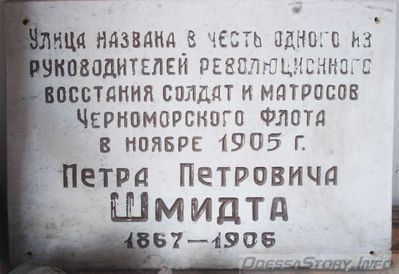 Улица названа в честь одного из
руководителей революционного
восстания солдат и матросов
Черноморского флота
в ноябре 1905 г.
Петра Петровича
Шмидта
1867—1906
OdessaStory.Info